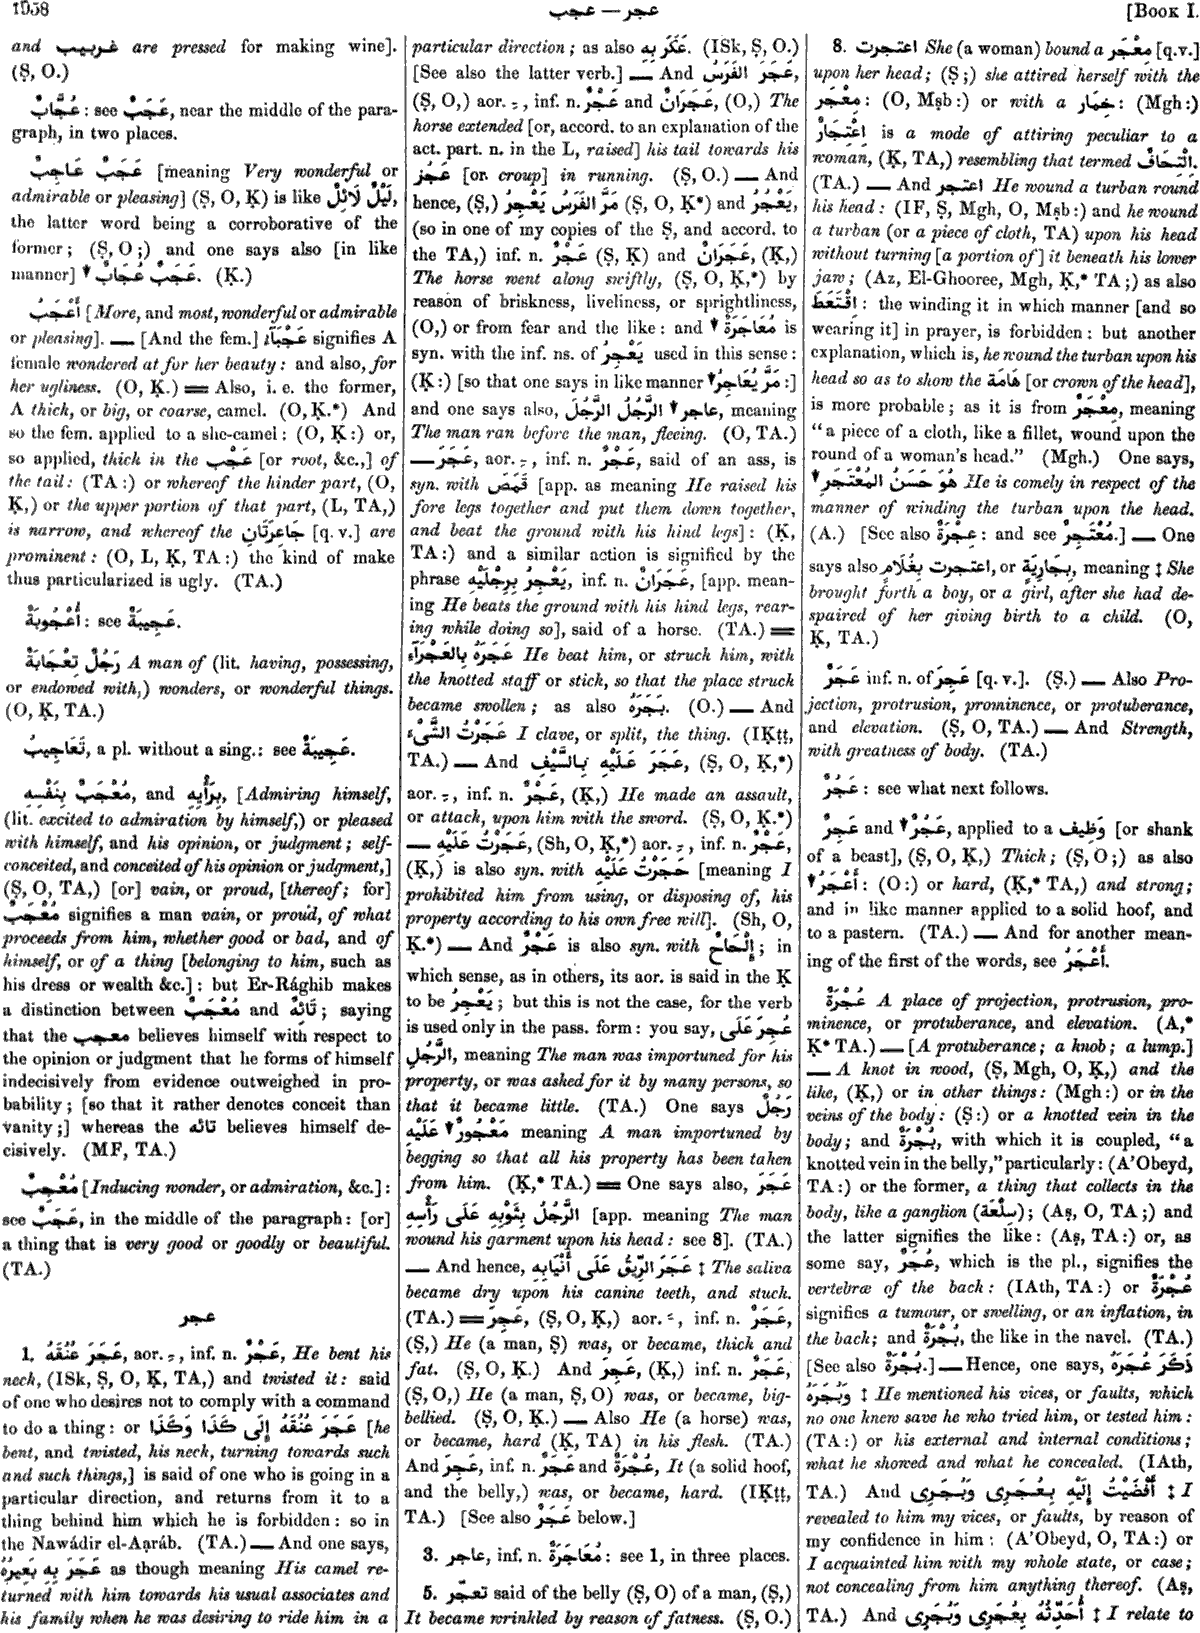 1958
عجر — عجب
[BOOK I.
and غربيب are pressed for making wine].
(Ṣ, O.)
عُجَّابٌ: see عَجَبٌ, near the middle of the para-
graph, in two places.
عَجَبٌ عَاجِبٌ [meaning Very wonderful or
admirable or pleasing] (Ṣ, O, Ḳ) is like لَيْلٌ لَائِلٌ,
the latter word being a corroborative of the
former; (Ṣ, O;) and one says also [in like
manner] ↓ عَجَبٌ عُجَابٌ. (Ḳ.)
أَعْجَبُ [More, and most, wonderful or admirable
or pleasing]. — [And the fem.] عَجْبَآءُ signifies A
female wondered at for her beauty: and also, for
her ugliness. (O, Ḳ.) = Also, i. e. the former,
A thick, or big, or coarse, camel. (O, Ḳ.*) And
so the fem. applied to a she-camel: (O, Ḳ:) or,
so applied, thick in the عَجْب [or root, &c.,] of
the tail: (TA:) or whereof the hinder part, (O,
Ḳ,) or the upper portion of that part, (L, TA,)
is narrow, and whereof the جَاعِرَتَانِ [q. v.] are
prominent: (O, L, Ḳ, TA:) the kind of make
thus particularized is ugly. (TA.)
أُعْجُوبَةٌ: see عَجِيبَةٌ.
رَجُلٌ تِعْجَابَةٌ A man of (lit. having, possessing,
or endowed with,) wonders, or wonderful things.
(O, Ḳ, TA.)
تَعَاجِيبُ, a pl. without a sing.: see عَجِيبَةٌ.
مُعْجَبٌ بِنَفْسِهِ, and بِرَأْيِهِ, [Admiring himself,
(lit. excited to admiration by himself,) or pleased
with himself, and his opinion, or judgment; self-
conceited, and conceited of his opinion or judgment,]
(Ṣ, O, TA,) [or] vain, or proud, [thereof; for]
مُعْجَبٌ signifies a man vain, or proud, of what
proceeds from him, whether good or bad, and of
himself, or of a thing [belonging to him, such as
his dress or wealth &c.]: but Er-Rághib makes
a distinction between مُعْجَبٌ and تَائِهٌ; saying
that the معجب believes himself with respect to
the opinion or judgment that he forms of himself
indecisively from evidence outweighed in pro-
bability; [so that it rather denotes conceit than
vanity;] whereas the تائه believes himself de-
cisively. (MF, TA.)
مُعْجِبٌ [Inducing wonder, or admiration, &c.]:
see عَجَبٌ, in the middle of the paragraph: [or]
a thing that is very good or goodly or beautiful.
(TA.)
عجر
1. عَجَرَ عُنُقَهُ, aor. ـِ, inf. n. عَجْرٌ, He bent his
neck, (ISk, Ṣ, O, Ḳ, TA,) and twisted it: said
of one who desires not to comply with a command
to do a thing: or عَجَرَ عُنُقَهُ إِلَى كَذَا وَكَذَا [he
bent, and twisted, his neck, turning towards such
and such things,] is said of one who is going in a
particular direction, and returns from it to a
thing behind him which he is forbidden: so in
the Nawádir el-Aạráb. (TA.) — And one says,
عَجَرَ بِهِ بَعِيرُهُ as though meaning His camel re-
turned with him towards his usual associates and
his family when he was desiring to ride him in a
particular direction; as also عَكَرَ بِهِ. (ISk, Ṣ, O.)
[See also the latter verb.] — And عَجَرَ الفَرَسُ,
(Ṣ, O,) aor. ـِ, inf. n. عَجْرٌ and عَجَرَانٌ, (O,) The
horse extended [or, accord. to an explanation of the
act. part. n. in the L, raised] his tail towards his
عَجُز [or croup] in running. (Ṣ, O.) — And
hence, (Ṣ,) مَرَّ الفَرَسُ يَعْجِرُ (Ṣ, O, Ḳ*) and يَعْجُرُ,
(so in one of my copies of the Ṣ, and accord. to
the TA,) inf. n. عَجْرٌ (Ṣ, Ḳ) and عَجَرَانٌ, (Ḳ,)
The horse went along swiftly, (Ṣ, O, Ḳ,*) by
reason of briskness, liveliness, or sprightliness,
(O,) or from fear and the like: and ↓ مُعَاجَرَةٌ is
syn. with the inf. ns. of يَعْجِرُ used in this sense:
(Ḳ:) [so that one says in like manner ↓ مَرَّ يُعَاجِرُ:]
and one says also, عاجر ↓ الرَّجُلُ الرَّجُلَ, meaning
The man ran before the man, fleeing. (O, TA.)
— عَجَرَ, aor. ـِ, inf. n. عَجْرٌ, said of an ass, is
syn. with قَمَصَ [app. as meaning He raised his
fore legs together and put them down together,
and beat the ground with his hind legs]: (Ḳ,
TA:) and a similar action is signified by the
phrase يَعْجِرُ بِرِجْلَيْهِ, inf. n. عَجَرَانٌ, [app. mean-
ing He beats the ground with his hind legs, rear-
ing while doing so], said of a horse. (TA.) =
عَجَرَهُ بِالعَجْرَآءِ He beat him, or struck him, with
the knotted staff or stick, so that the place struck
became swollen; as also بَجَرَهُ. (O.) — And
عَجَرْتُ الشَّىْءَ I clave, or split, the thing. (IḲṭṭ,
TA.) — And عَجَرَ عَلَيْهِ بِالسَّيْفِ, (Ṣ, O, Ḳ,*)
aor. ـِ, inf. n. عَجْرٌ, (Ḳ,) He made an assault,
or attack, upon him with the sword. (Ṣ, O, Ḳ.*)
— عَجَرْتُ عَلَيْهِ, (Sh, O, Ḳ,*) aor. ـِ, inf. n. عَجْرٌ,
(Ḳ,) is also syn. with حَجَرْتُ عَلَيْهِ [meaning I
prohibited him from using, or disposing of, his
property according to his own free will]. (Sh, O,
Ḳ.*) — And عَجْرٌ is also syn. with إِلْحَاحٌ; in
which sense, as in others, its aor. is said in the Ḳ
to be يَعْجِرُ; but this is not the case, for the verb
is used only in the pass. form: you say, عُجِرَ عَلَى
الرَّجُلِ, meaning The man was importuned for his
property, or was asked for it by many persons, so
that it became little. (TA.) One says رَجُلٌ
مَعْجُورٌ ↓ عَلَيْهِ meaning A man importuned by
begging so that all his property has been taken
from him. (Ḳ,* TA.) = One says also, عَجَرَ
الرَّجُلُ بِثَوْبِهِ عَلَى رَأْسِهِ [app. meaning The man
wound his garment upon his head: see 8]. (TA.)
— And hence, عَجَرَ الرِّيقُ عَلَى أَنْيَابِهِ ‡ The saliva
became dry upon his canine teeth, and stuck.
(TA.) = عَجِرَ, (Ṣ, O, Ḳ,) aor. ـَ, inf. n. عَجَرٌ,
(Ṣ,) He (a man, Ṣ) was, or became, thick and
fat. (Ṣ, O, Ḳ.) And عَجِرَ, (Ḳ,) inf. n. عَجَرٌ,
(Ṣ, O,) He (a man, Ṣ, O) was, or became, big-
bellied. (Ṣ, O, Ḳ.) — Also He (a horse) was,
or became, hard (Ḳ, TA) in his flesh. (TA.)
And عَجِرَ, inf. n. عَجَرٌ and عُجْرَةٌ, It (a solid hoof,
and the belly,) was, or became, hard. (IḲṭṭ,
TA.) [See also عَجَرٌ below.]
3. عاجر, inf. n. مُعَاجَرَةٌ: see 1, in three places.
5. تعجّر said of the belly (Ṣ, O) of a man, (Ṣ,)
It became wrinkled by reason of fatness. (Ṣ, O.)
8. اعتجرت She (a woman) bound a مِعْجَر [q.v.]
upon her head; (Ṣ;) she attired herself with the
مِعْجَر: (O, Mṣb:) or with a خِمَار: (Mgh:)
اِعْتِجَارٌ is a mode of attiring peculiar to a
woman, (Ḳ, TA,) resembling that termed اِلْتِحَافٌ.
(TA.) — And اعتجر He wound a turban round
his head: (IF, Ṣ, Mgh, O, Mṣb:) and he wound
a turban (or a piece of cloth, TA) upon his head
without turning [a portion of] it beneath his lower
jaw; (Az, El-Ghooree, Mgh, Ḳ,* TA;) as also
اِقْتَعَطَ: the winding it in which manner [and so
wearing it] in prayer, is forbidden: but another
explanation, which is, he wound the turban upon his
head so as to show the هَامَة [or crown of the head],
is more probable; as it is from مِعْجَرٌ, meaning
"a piece of a cloth, like a fillet, wound upon the
round of a woman's head." (Mgh.) One says,
هُوَ حَسَنُ المُعْتَجَرِ ↓ He is comely in respect of the
manner of winding the turban upon the head.
(A.) [See also عِجْرَةٌ: and see مُعْتَجِرٌ.] — One
says also اعتجرت بِغُلَامٍ, or بِجَارِيَةٍ, meaning ‡ She
brought forth a boy, or a girl, after she had de-
spaired of her giving birth to a child. (O,
Ḳ, TA.)
عَجَرٌ inf. n. of عَجِرَ [q. v.]. (Ṣ.) — Also Pro-
jection, protrusion, prominence, or protuberance,
and elevation. (Ṣ, O, TA.) — And Strength,
with greatness of body. (TA.)
عَجُرٌ: see what next follows.
عَجِرٌ and ↓ عَجُرٌ, applied to a وَظِيف [or shank
of a beast], (Ṣ, O, Ḳ,) Thick; (Ṣ, O;) as also
↓ أَعْجَرُ: (O:) or hard, (Ḳ,* TA,) and strong;
and in like manner applied to a solid hoof, and
to a pastern. (TA.) — And for another mean-
ing of the first of the words, see أَعْجَرُ.
عُجْرَةٌ A place of projection, protrusion, pro-
minence, or protuberance, and elevation. (A,*
Ḳ* TA.) — [A protuberance; a knob; a lump.]
— A knot in wood, (Ṣ, Mgh, O, Ḳ,) and the
like, (Ḳ,) or in other things: (Mgh:) or in the
veins of the body: (Ṣ:) or a knotted vein in the
body; and بُجْرَةٌ, with which it is coupled, "a
knotted vein in the belly," particularly: (A'Obeyd,
TA:) or the former, a thing that collects in the
body, like a ganglion (سِلْعَة); (Aṣ, O, TA;) and
the latter signifies the like: (Aṣ, TA:) or, as
some say, عُجَرٌ, which is the pl., signifies the
vertebræ of the back: (IAth, TA:) or عُجْرَةٌ
signifies a tumour, or swelling, or an inflation, in
the back; and بُجْرَةٌ, the like in the navel. (TA.)
[See also بُجْرَةٌ.] — Hence, one says, ذَكَرَ عُجَرَهُ
وَبُجَرَهُ ‡ He mentioned his vices, or faults, which
no one knew save he who tried him, or tested him:
(TA:) or his external and internal conditions;
what he showed and what he concealed. (IAth,
TA.) And أَفْضَيْتُ إِلَيْهِ بِعُجَرِى وَبُجَرِى ‡ I
revealed to him my vices, or faults, by reason of
my confidence in him: (A'Obeyd, O, TA:) or
I acquainted him with my whole state, or case;
not concealing from him anything thereof. (Aṣ,
TA.) And أُحَدِّثُهُ بِعُجَرِى وَبُجَرِى ‡ I relate to